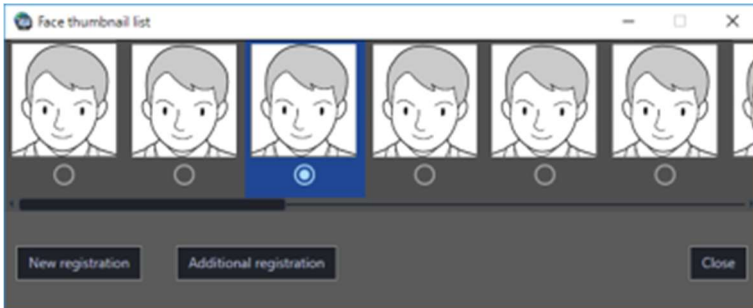 Face thumbnail list
New registration
Additional registration
Close